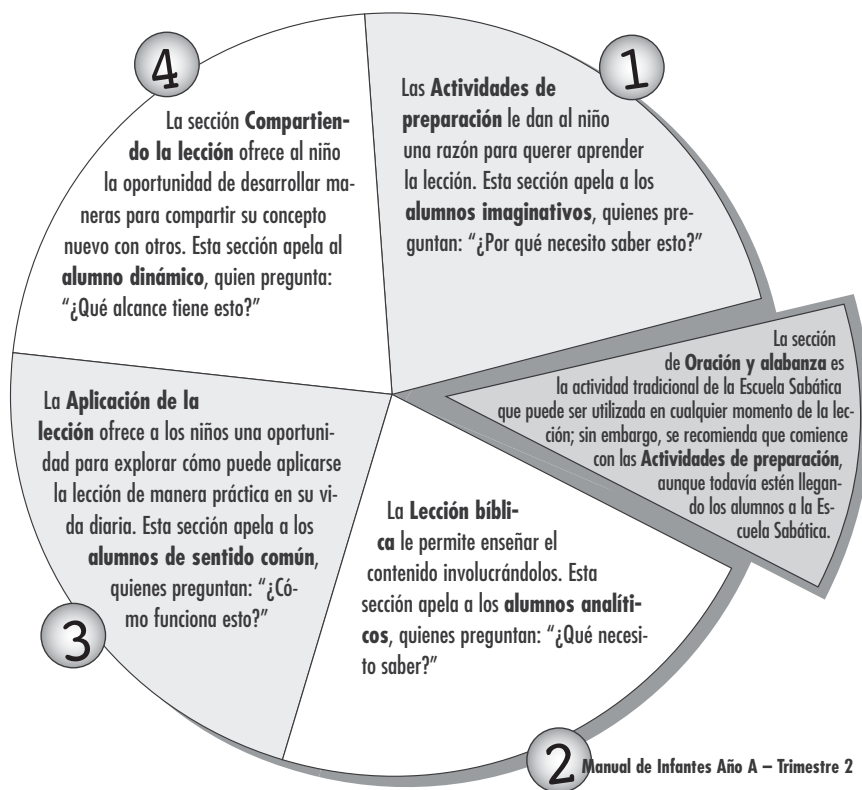 1
Las Actividades de
preparación le dan al niño
una razón para querer aprender
la lección. Esta sección apela a los
alumnos imaginativos, quienes pre-
guntan: “¿Por qué necesito saber esto?”
La sección
de Oración y alabanza es
la actividad tradicional de la Escuela Sabática
que puede ser utilizada en cualquier momento de la lec-
ción; sin embargo, se recomienda que comience
con las Actividades de preparación,
aunque todavía estén llegan-
do los alumnos a la Es-
cuela Sabática.
2
La Lección bíbli-
ca le permite enseñar el
contenido involucrándolos. Esta
sección apela a los alumnos analíti-
cos, quienes preguntan: “¿Qué necesi-
to saber?”
3
La Aplicación de la
lección ofrece a los niños una oportuni-
dad para explorar cómo puede aplicarse
la lección de manera práctica en su vi-
da diaria. Esta sección apela a los
alumnos de sentido común,
quienes preguntan: “¿Có-
mo funciona esto?”
4
La sección Compartien-
do la lección ofrece al niño
la oportunidad de desarrollar ma-
neras para compartir su concepto
nuevo con otros. Esta sección apela al
alumno dinámico, quien pregunta:
“¿Qué alcance tiene esto?”
Manual de Infantes Año A – Trimestre 2